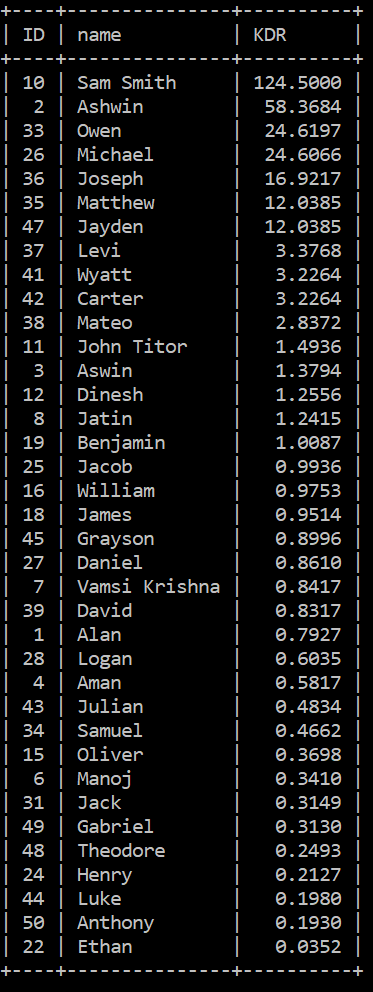 +----+---------------+----------+
| ID | name          | KDR      |
+----+---------------+----------+
| 10 | Sam Smith     | 124.5000 |
|  2 | Ashwin        |  58.3684 |
| 33 | Owen          |  24.6197 |
| 26 | Michael       |  24.6066 |
| 36 | Joseph        |  16.9217 |
| 35 | Matthew       |  12.0385 |
| 47 | Jayden        |  12.0385 |
| 37 | Levi          |   3.3768 |
| 41 | Wyatt         |   3.2264 |
| 42 | Carter        |   3.2264 |
| 38 | Mateo         |   2.8372 |
| 11 | John Titor    |   1.4936 |
|  3 | Aswin         |   1.3794 |
| 12 | Dinesh        |   1.2556 |
|  8 | Jatin         |   1.2415 |
| 19 | Benjamin      |   1.0087 |
| 25 | Jacob         |   0.9936 |
| 16 | William       |   0.9753 |
| 18 | James         |   0.9514 |
| 45 | Grayson       |   0.8996 |
| 27 | Daniel        |   0.8610 |
|  7 | Vamsi Krishna |   0.8417 |
| 39 | David         |   0.8317 |
|  1 | Alan          |   0.7927 |
| 28 | Logan         |   0.6035 |
|  4 | Aman          |   0.5817 |
| 43 | Julian        |   0.4834 |
| 34 | Samuel        |   0.4662 |
| 15 | Oliver        |   0.3698 |
|  6 | Manoj         |   0.3410 |
| 31 | Jack          |   0.3149 |
| 49 | Gabriel       |   0.3130 |
| 48 | Theodore      |   0.2493 |
| 24 | Henry         |   0.2127 |
| 44 | Luke          |   0.1980 |
| 50 | Anthony       |   0.1930 |
| 22 | Ethan         |   0.0352 |
+----+---------------+----------+